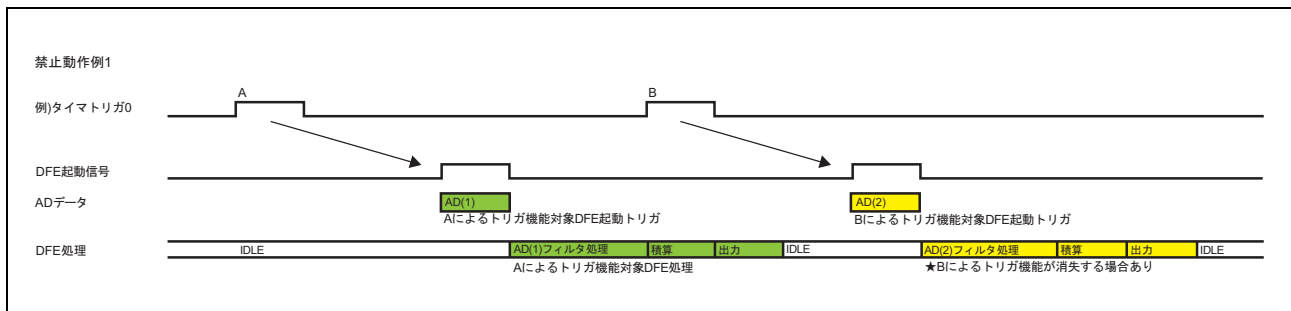 禁止動作例1
A
B
例)タイマトリガ0
DFE起動信号
ADデータ
AD(1)
AD(2)
Aによるトリガ機能対象DFE起動トリガ
Bによるトリガ機能対象DFE起動トリガ
DFE処理
IDLE
AD(1)フィルタ処理
積算
出力
IDLE
AD(2)フィルタ処理
積算
出力
IDLE
Aによるトリガ機能対象DFE処理
★Bによるトリガ機能が消失する場合あり